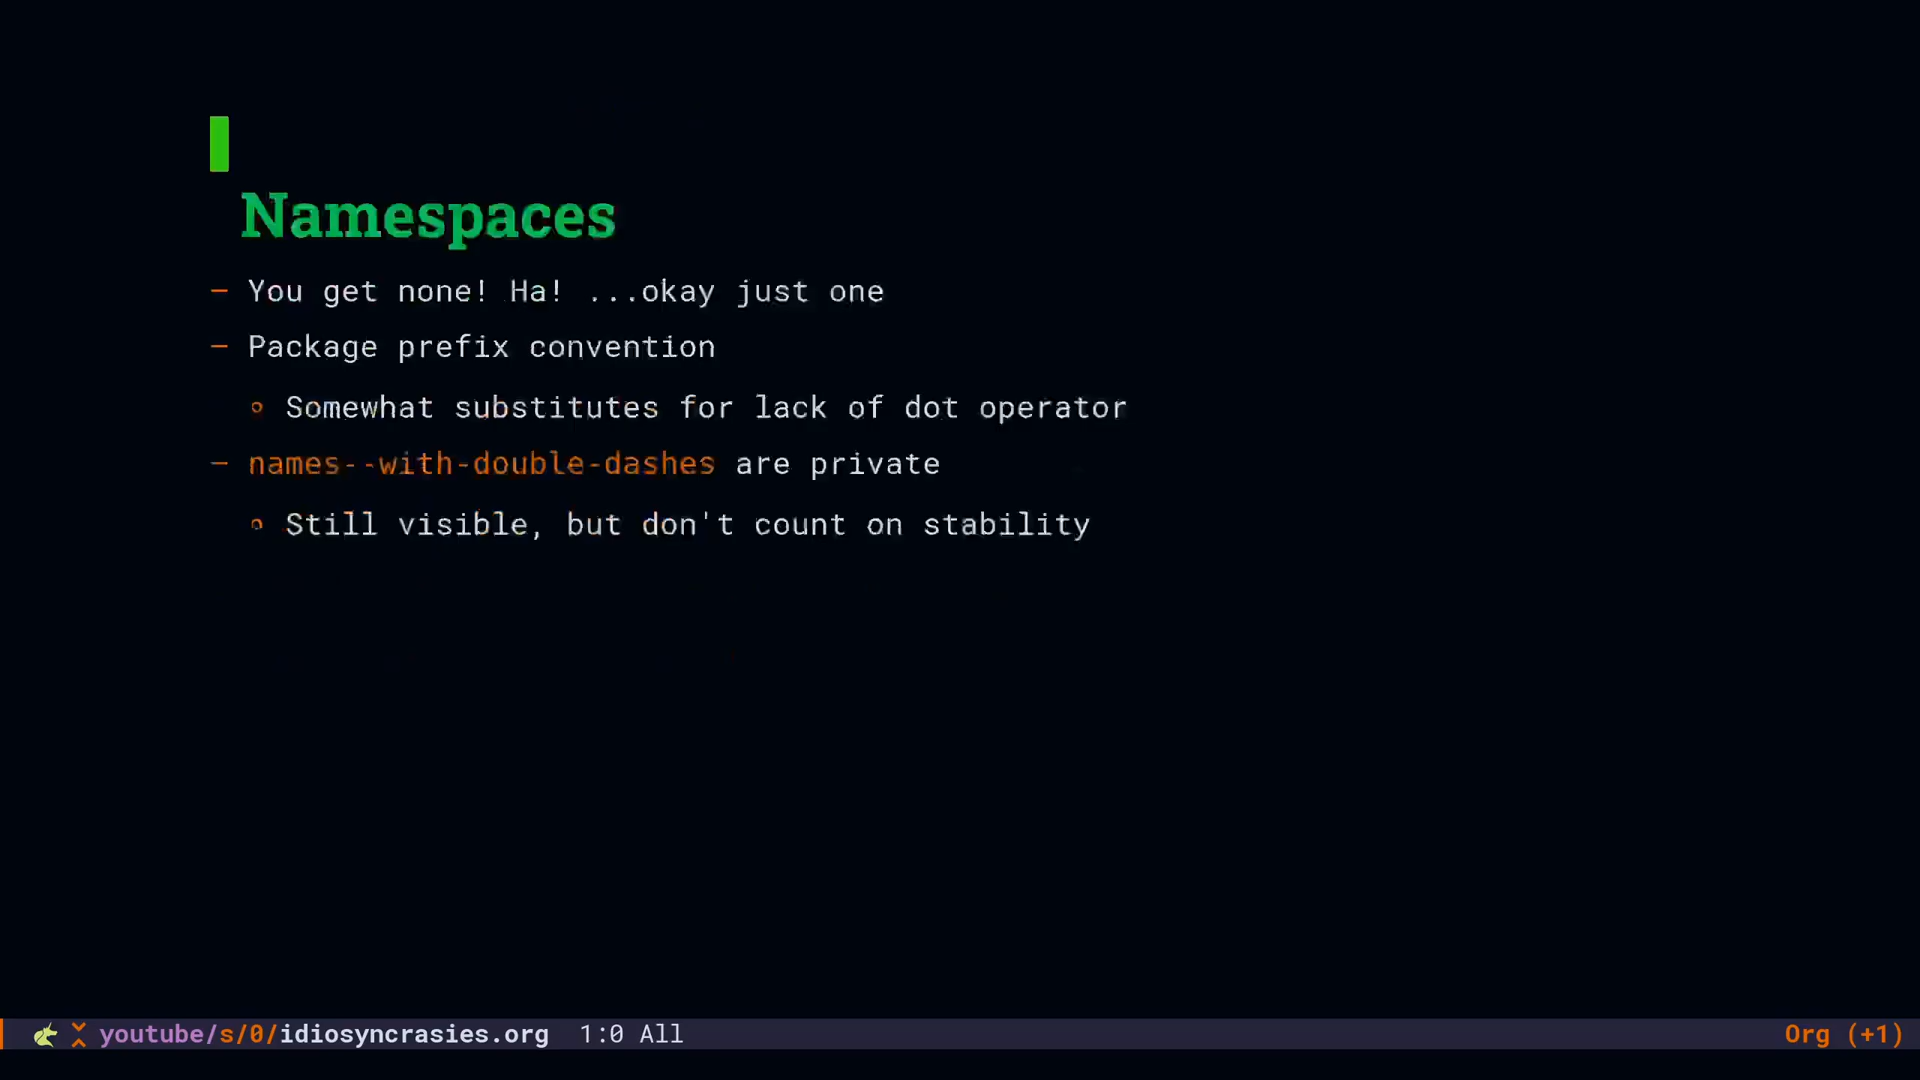 Namespaces
– You get none! Ha! ...okay just one
– Package prefix convention
∘ Somewhat substitutes for lack of dot operator
– names--with-double-dashes are private
∘ Still visible, but don't count on stability
youtube/s/0/idiosyncrasies.org 1:0 All Org (+1)